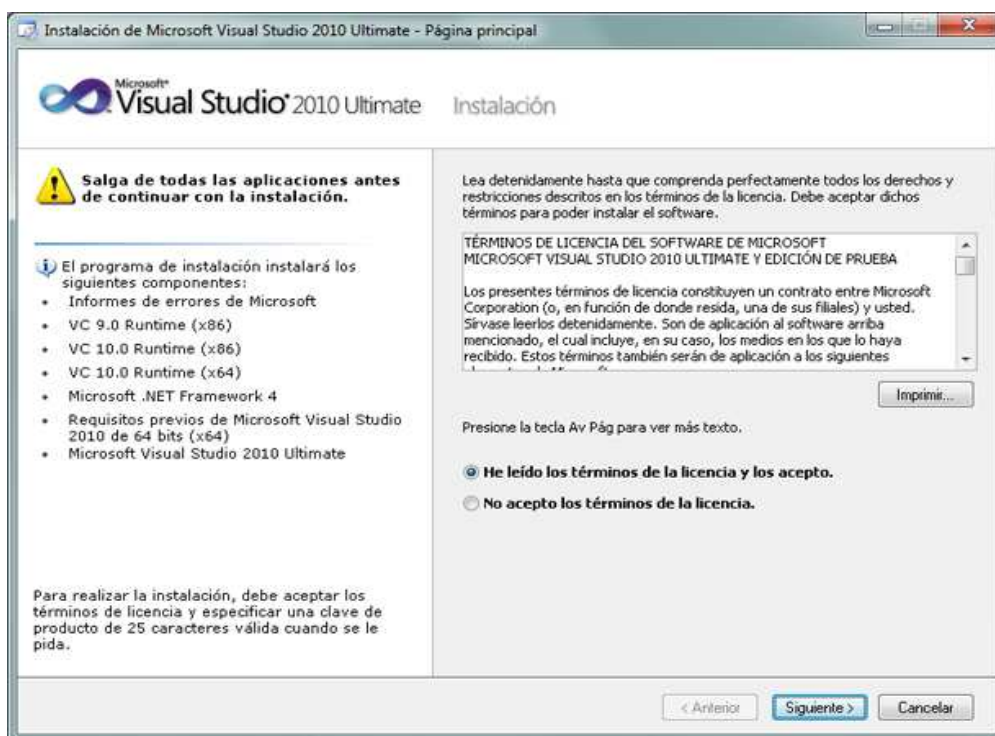 Instalación de Microsoft Visual Studio 2010 Ultimate - Página principal
Microsoft®
Visual Studio® 2010 Ultimate
Instalación
Salga de todas las aplicaciones antes
de continuar con la instalación.
El programa de instalación instalará los
siguientes componentes:
• Informes de errores de Microsoft
• VC 9.0 Runtime (x86)
• VC 10.0 Runtime (x86)
• VC 10.0 Runtime (x64)
• Microsoft .NET Framework 4
• Requisitos previos de Microsoft Visual Studio
2010 de 64 bits (x64)
• Microsoft Visual Studio 2010 Ultimate
Para realizar la instalación, debe aceptar los
términos de licencia y especificar una clave de
producto de 25 caracteres válida cuando se le
pida.
Lea detenidamente hasta que comprenda perfectamente todos los derechos y
restricciones descritos en los términos de la licencia. Debe aceptar dichos
términos para poder instalar el software.
TÉRMINOS DE LICENCIA DEL SOFTWARE DE MICROSOFT
MICROSOFT VISUAL STUDIO 2010 ULTIMATE Y EDICIÓN DE PRUEBA
Los presentes términos de licencia constituyen un contrato entre Microsoft
Corporation (o, en función de donde resida, una de sus filiales) y usted.
Sírvase leerlos detenidamente. Son de aplicación al software arriba
mencionado, el cual incluye, en su caso, los medios en los que lo haya
recibido. Estos términos también serán de aplicación a los siguientes
Imprimir...
Presione la tecla Av Pág para ver más texto.
He leído los términos de la licencia y los acepto.
No acepto los términos de la licencia.
< Anterior
Siguiente >
Cancelar